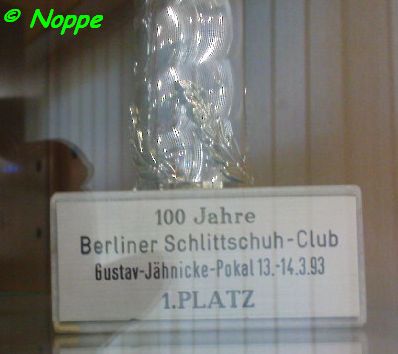 © Noppe
100 Jahre
Berliner Schlittschuh-Club
Gustav-Jähnicke-Pokal 13.-14.3.93
1.PLATZ